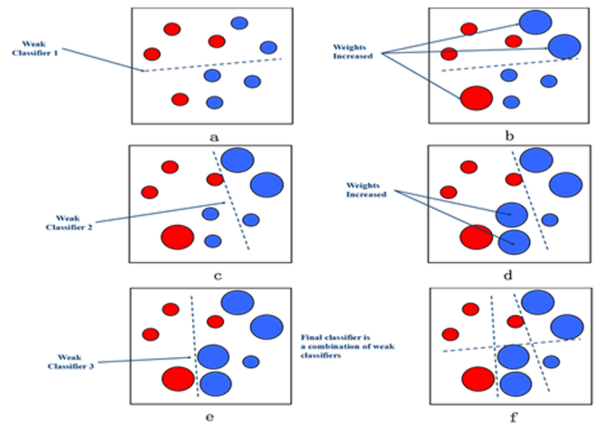 Weak
Classifier 1
a
Weights
Increased
b
Weak
Classifier 2
c
Weights
Increased
d
Weak
Classifier 3
e
Final classifier is
a combination of weak
classifiers
f